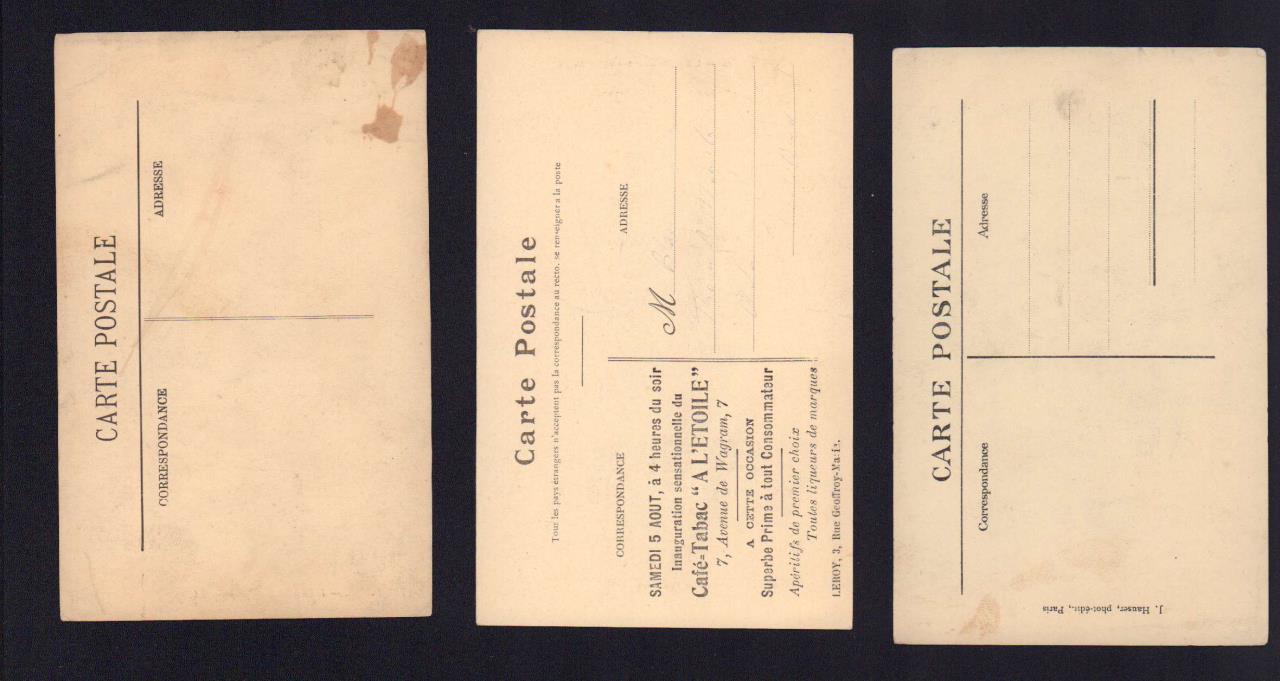 CARTE POSTALE
CORRESPONDANCE
ADRESSE
Carte Postale
Tour les pays étrangers n'acceptent pas la correspondance au recto. se renseigner a la poste
CORRESPONDANCE
ADRESSE
SAMEDI 5 AOUT, à 4 heures du soir
Inauguration sensationnelle du
Café=Tabac “ A L'ETOILE”
7, Avenue de Wagram, 7
A CETTE OCCASION
Superbe Prime à tout Consommateur
Apéritifs de premier choix
Toutes liqueurs de marques
LEROY, 3, Rue Geoffroy-Marie.
M
CARTE POSTALE
Correspondance
Adresse
J. Hauser, phot-édit., Paris